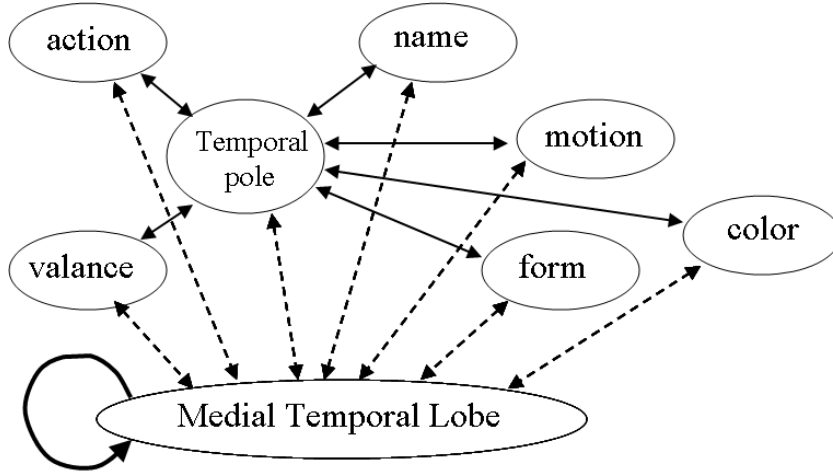 action
name
Temporal
pole
motion
color
valance
form
Medial Temporal Lobe